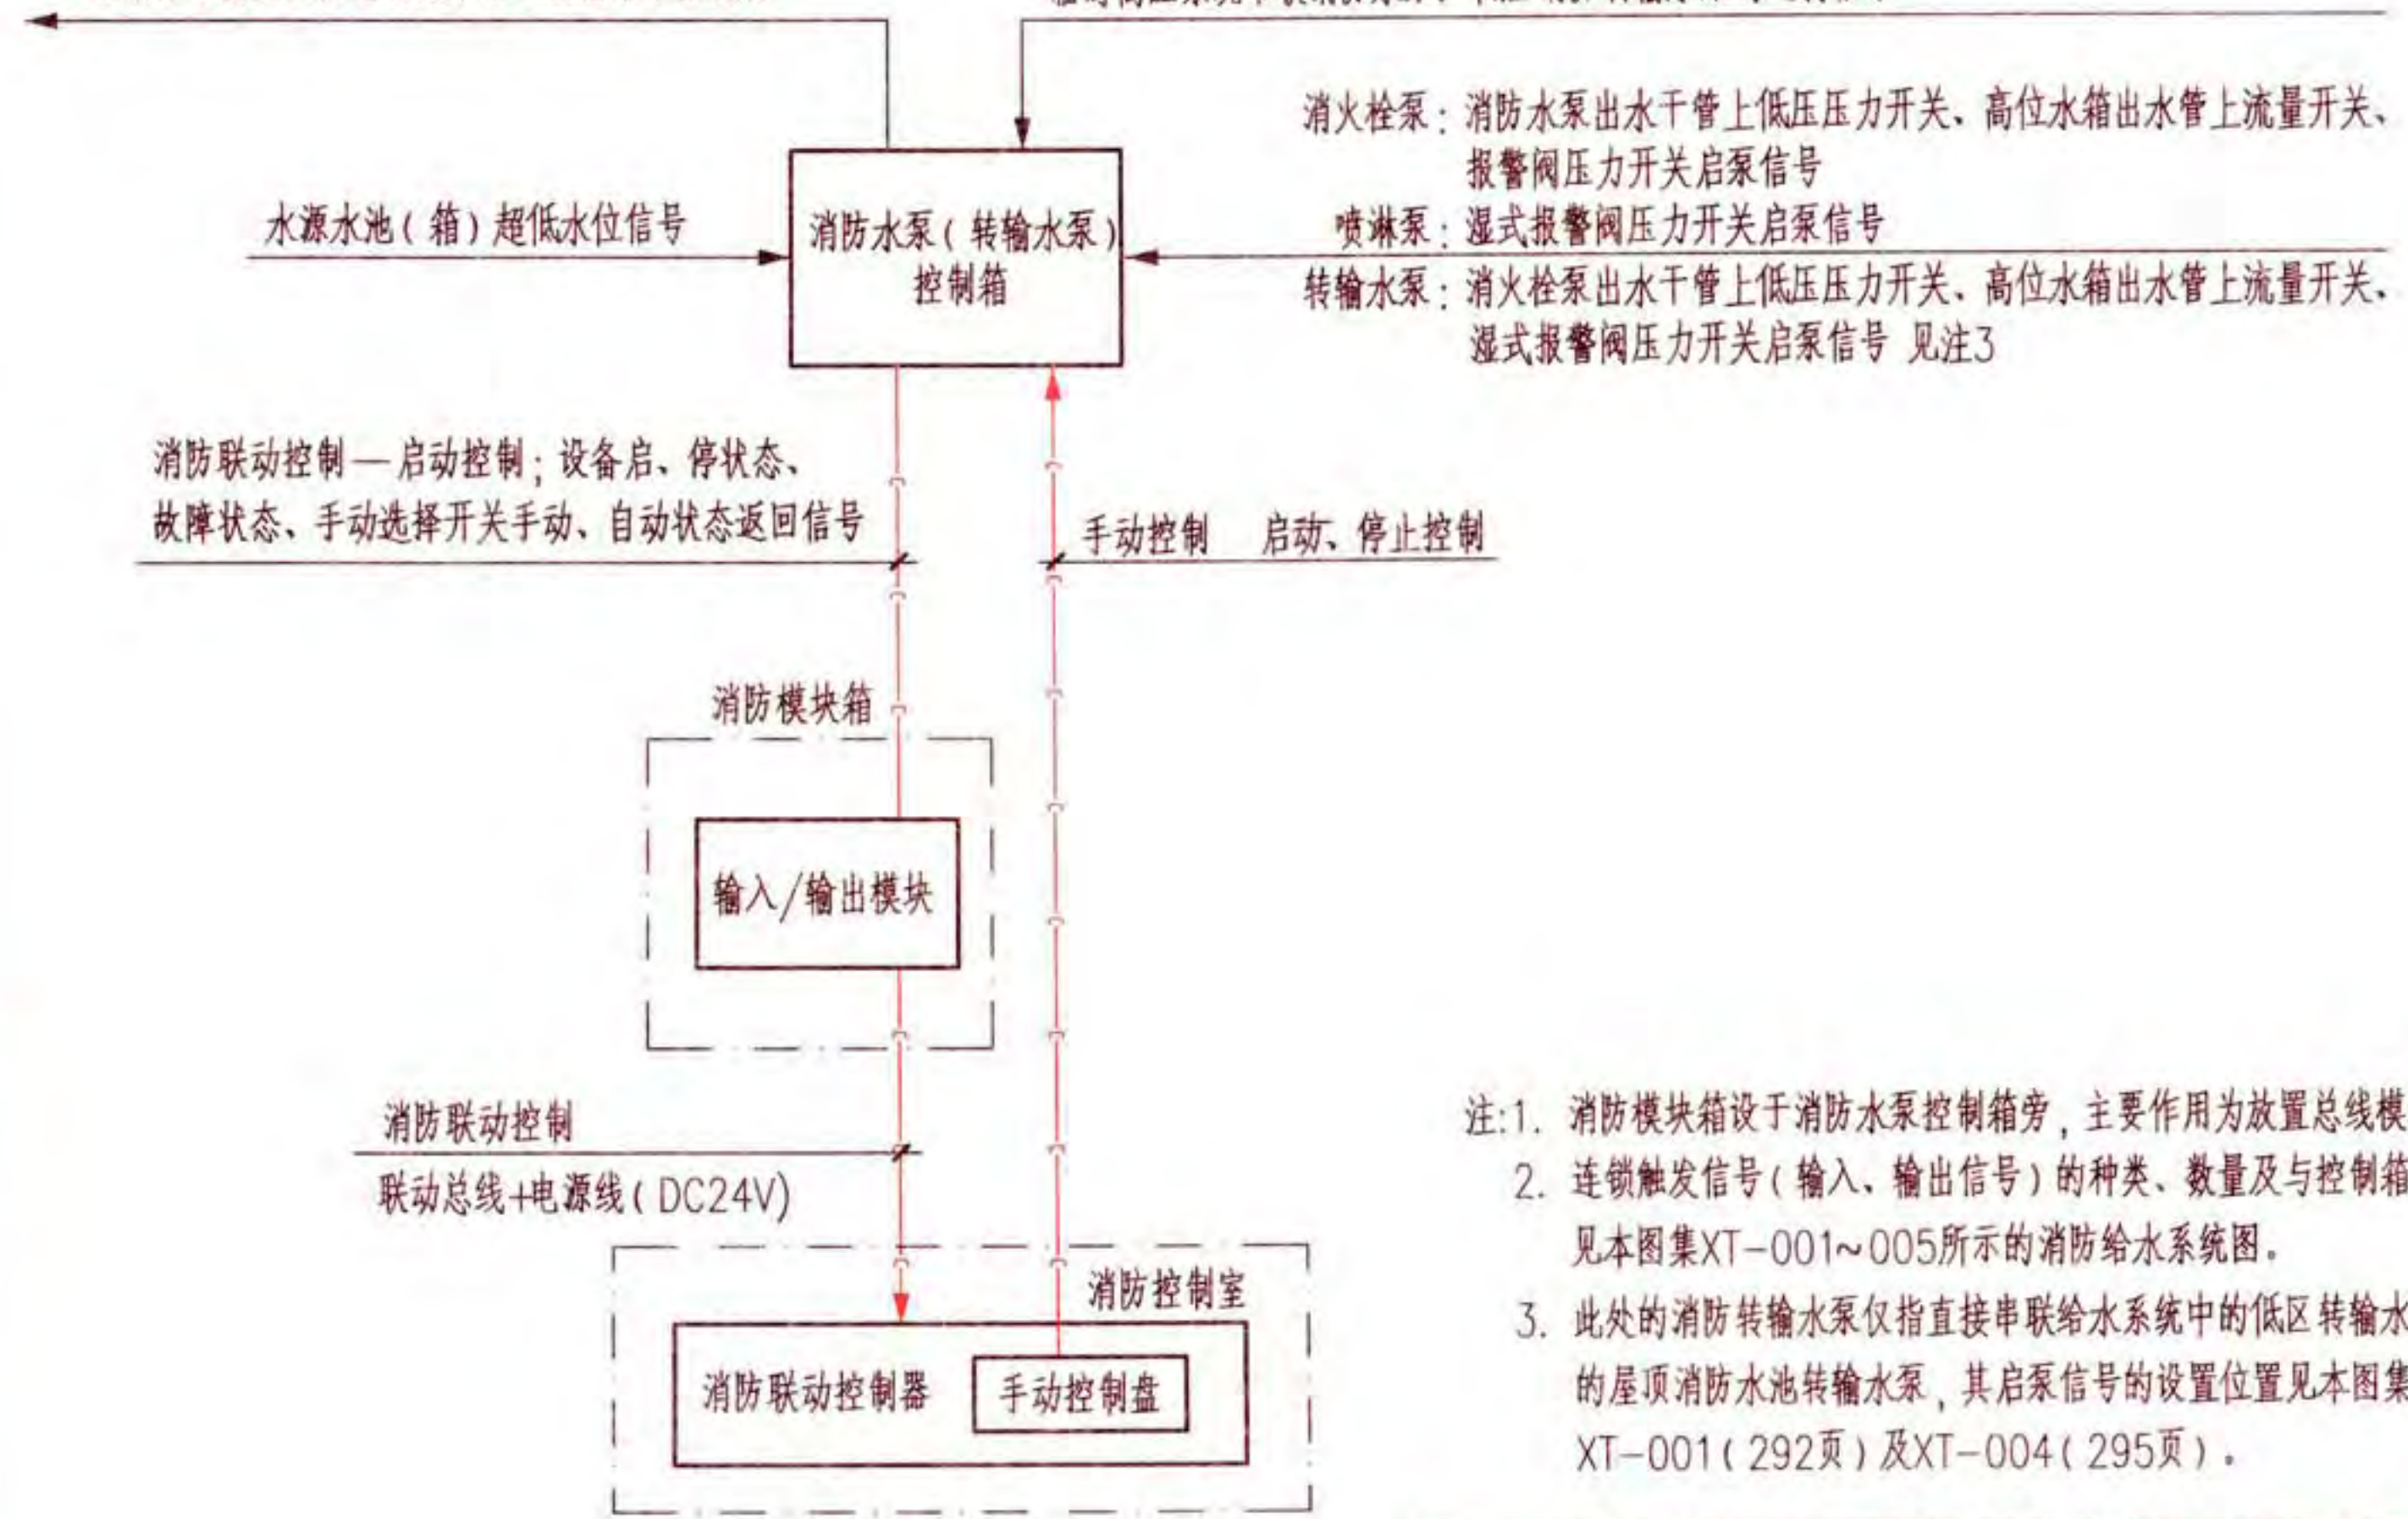 消火栓泵：消防水泵出水干管上低压压力开关、高位水箱出水管上流量开关、
报警阀压力开关启泵信号
喷淋泵：湿式报警阀压力开关启泵信号
转输水泵：消火栓泵出水干管上低压压力开关、高位水箱出水管上流量开关、
湿式报警阀压力开关启泵信号 见注3
水源水池(箱)超低水位信号
消防水泵(转输水泵)
控制箱
消防联动控制—启动控制；设备启、停状态、
故障状态、手动选择开关手动、自动状态返回信号
手动控制 启动、停止控制
消防模块箱
输入/输出模块
消防联动控制
联动总线+电源线(DC24V)
消防控制室
消防联动控制器
手动控制盘
注:1. 消防模块箱设于消防水泵控制箱旁，主要作用为放置总线模
2. 连锁触发信号(输入、输出信号)的种类、数量及与控制箱
见本图集XT-001~005所示的消防给水系统图。
3. 此处的消防转输水泵仅指直接串联给水系统中的低区转输水
的屋顶消防水池转输水泵，其启泵信号的设置位置见本图集
XT-001(292页)及XT-004(295页)。